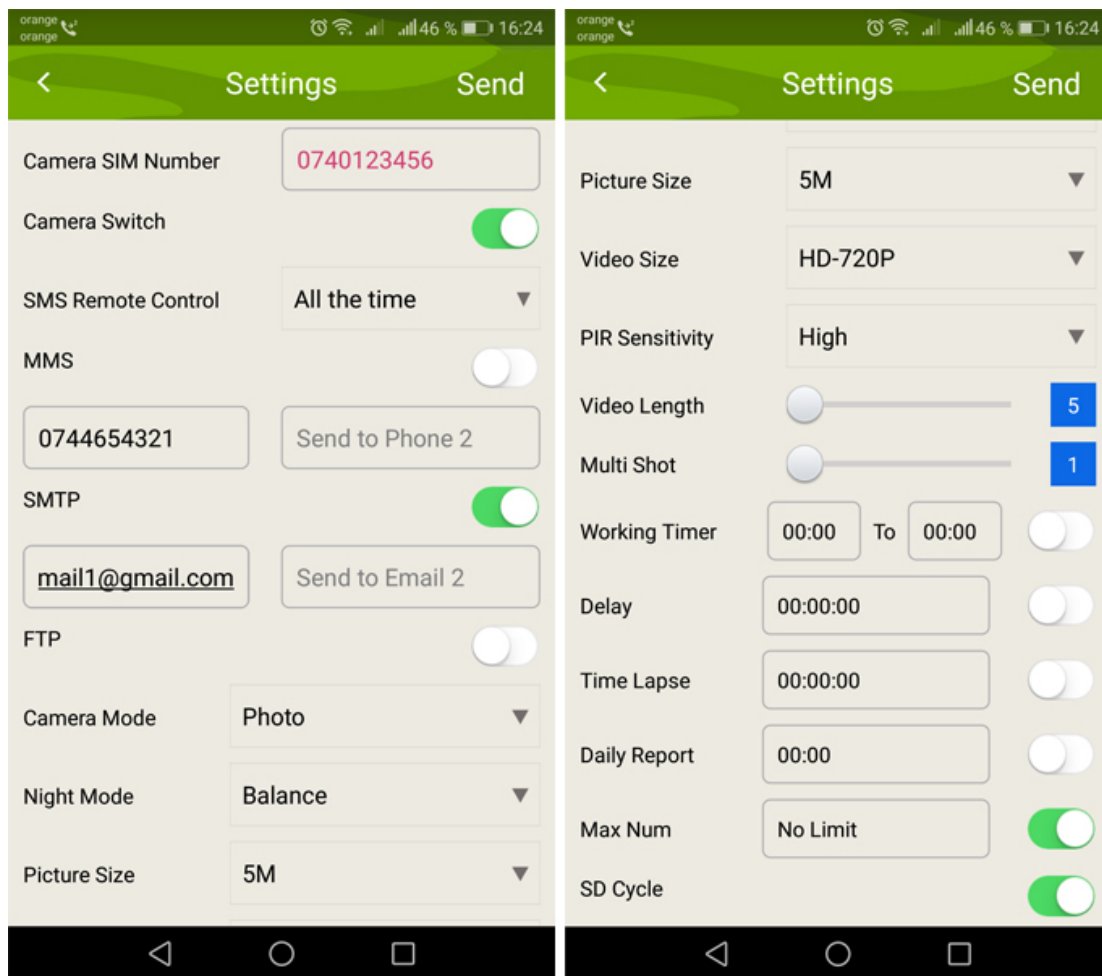 orange
orange
46 % 16:24
Settings Send
Camera SIM Number 0740123456
Camera Switch
SMS Remote Control All the time
MMS
0744654321 Send to Phone 2
SMTP
mail1@gmail.com Send to Email 2
FTP
Camera Mode Photo
Night Mode Balance
Picture Size 5M
orange
orange
46 % 16:24
Settings Send
Picture Size 5M
Video Size HD-720P
PIR Sensitivity High
Video Length 5
Multi Shot 1
Working Timer 00:00 To 00:00
Delay 00:00:00
Time Lapse 00:00:00
Daily Report 00:00
Max Num No Limit
SD Cycle